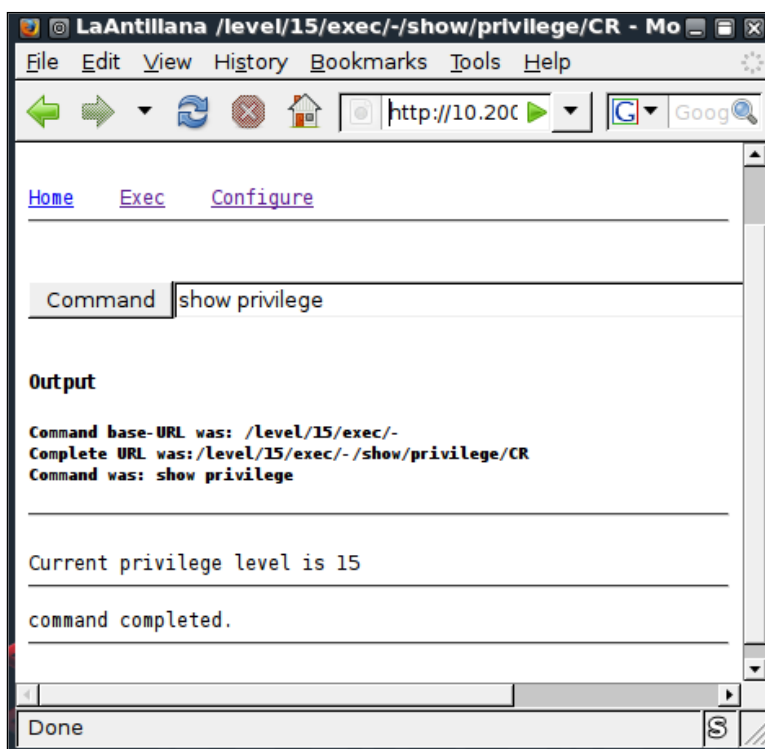 LaAntillana /level/15/exec/-/show/privilege/CR - Mo
File Edit View History Bookmarks Tools Help
http://10.200 G Goog
Home Exec Configure
Command show privilege
Output
Command base-URL was: /level/15/exec/-
Complete URL was:/level/15/exec/-/show/privilege/CR
Command was: show privilege
Current privilege level is 15
command completed.
Done S